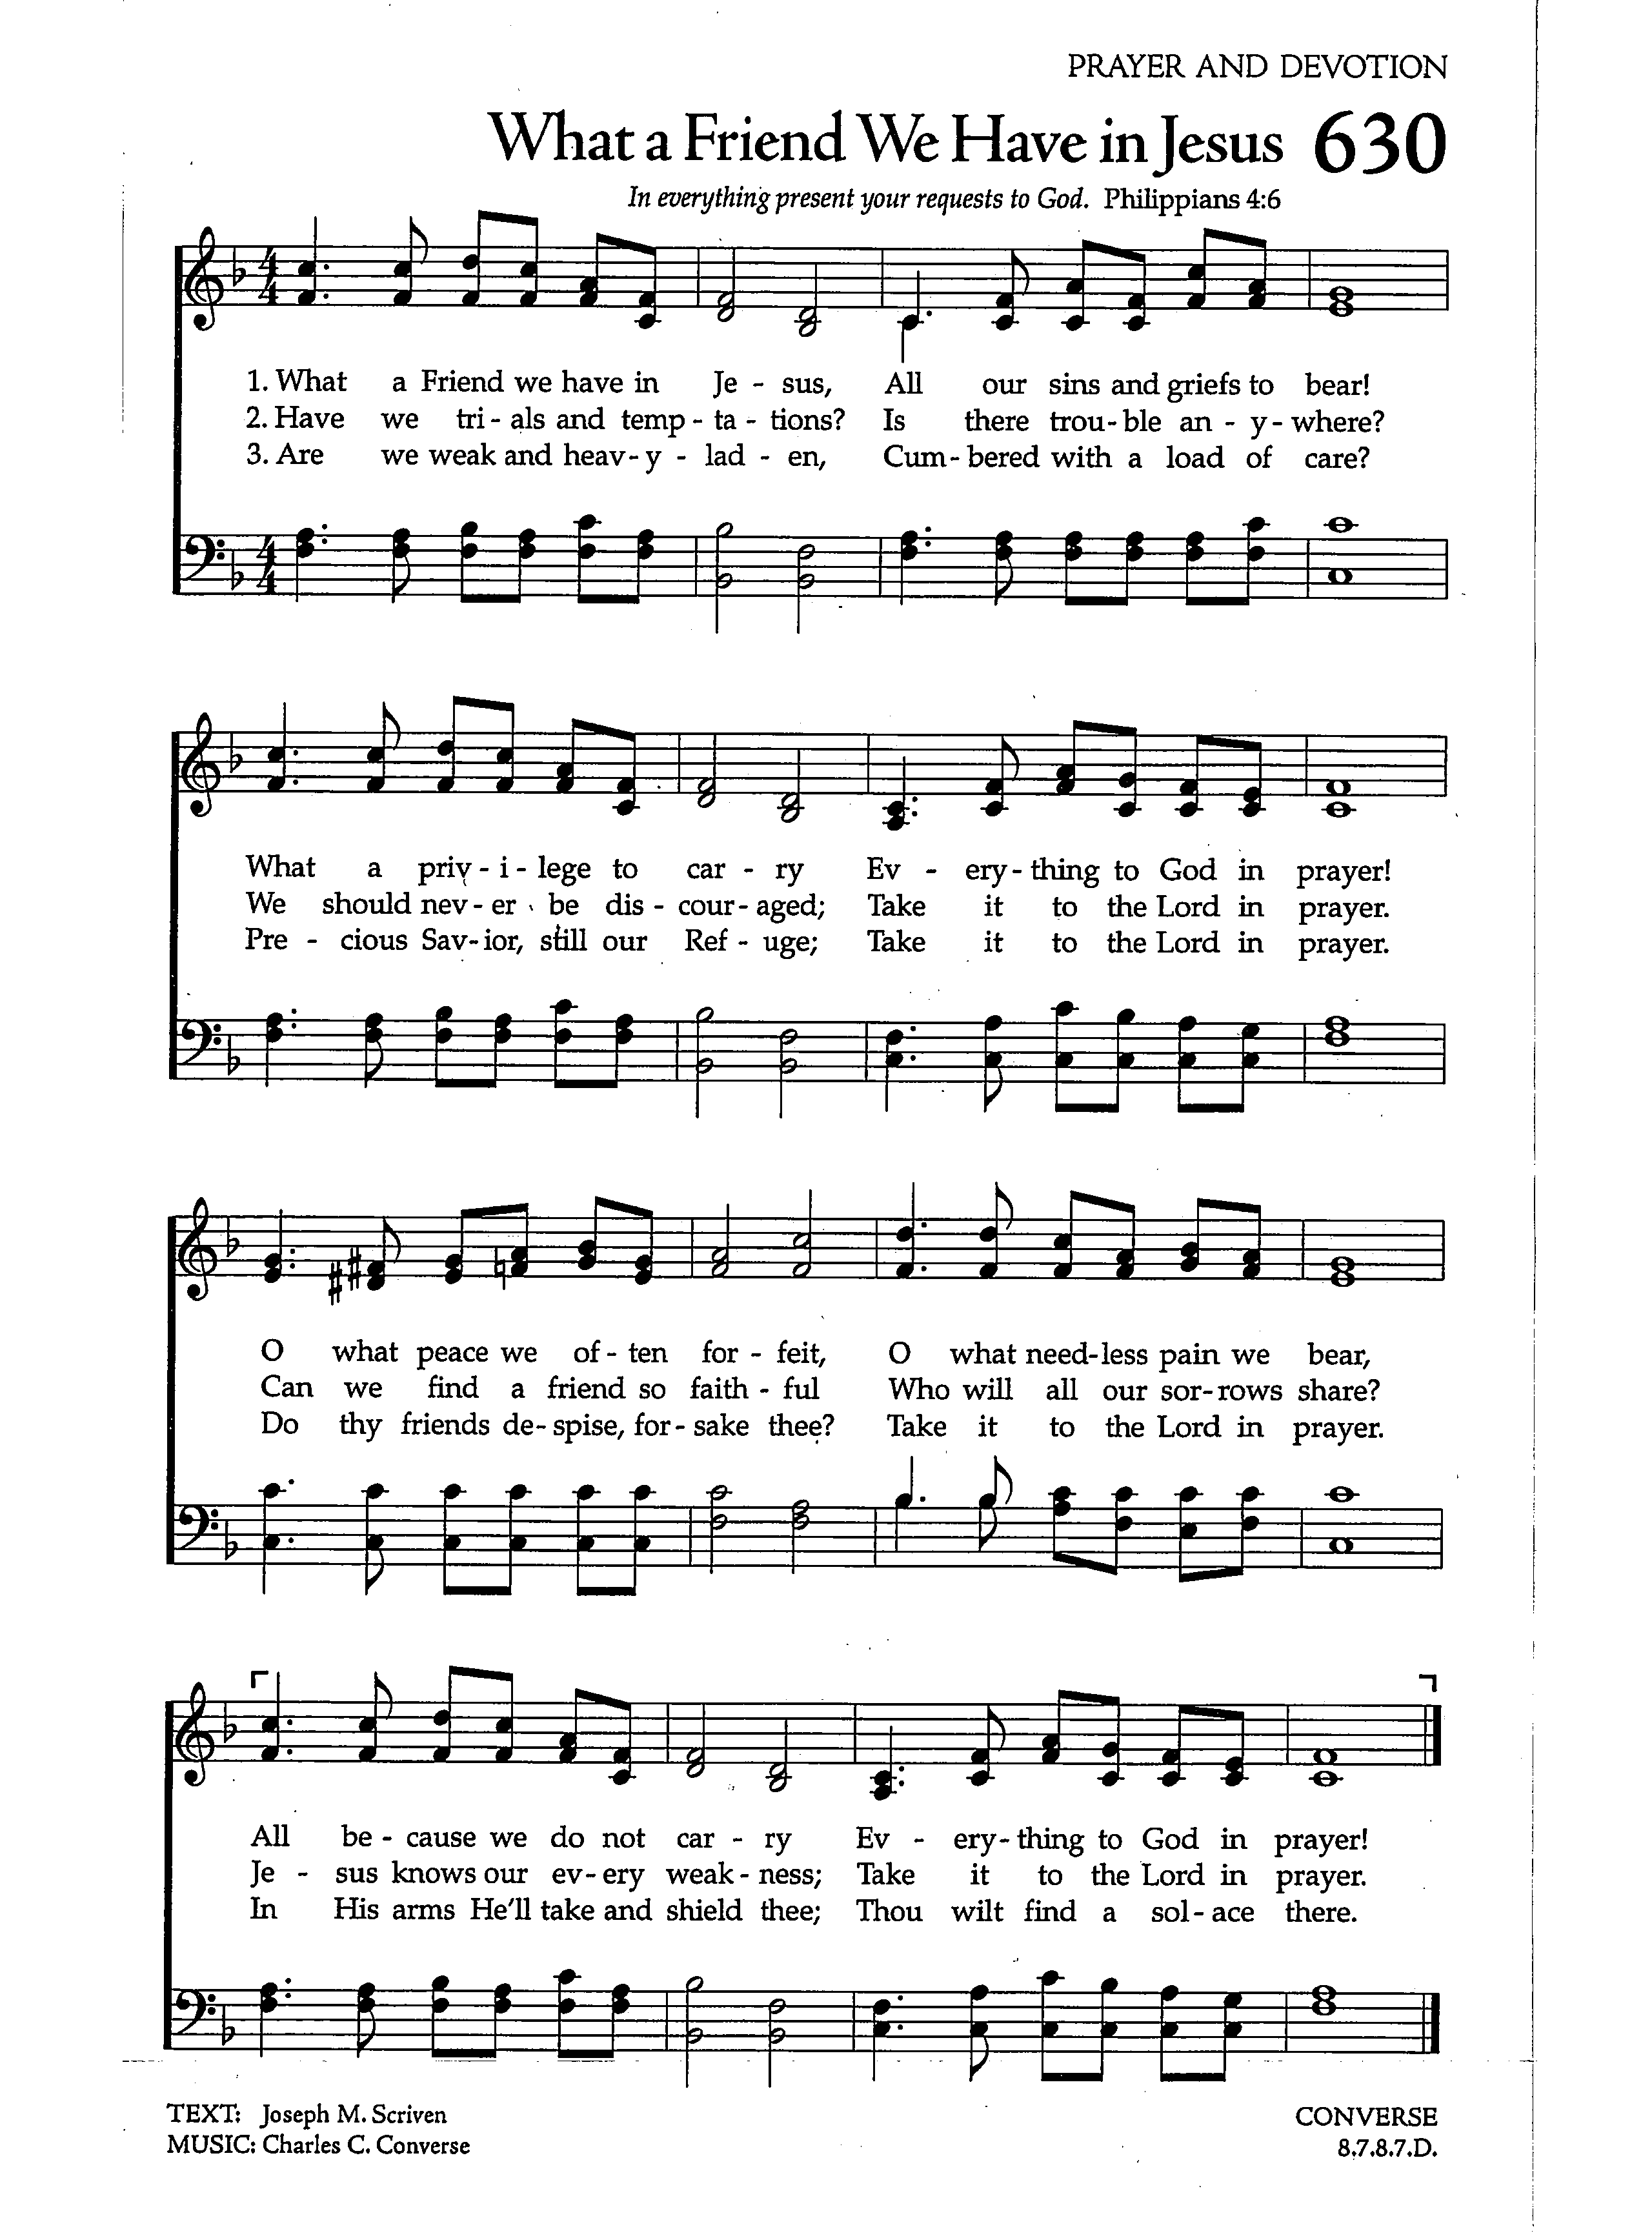 PRAYER AND DEVOTION
What a Friend We Have in Jesus 630
In everything present your requests to God. Philippians 4:6
4 4
1. What a Friend we have in Je - sus, All our sins and griefs to bear!
2. Have we tri - als and temp - ta - tions? Is there trou - ble an - y - where?
3. Are we weak and heav - y - lad - en, Cum - bered with a load of care?
4 4
What a priv - i - lege to car - ry Ev - ery - thing to God in prayer!
We should nev - er be dis - cour - aged; Take it to the Lord in prayer.
Pre - cious Sav - ior, still our Ref - uge; Take it to the Lord in prayer.
O what peace we of - ten for - feit, O what need - less pain we bear,
Can we find a friend so faith - ful Who will all our sor - rows share?
Do thy friends de - spise, for - sake thee? Take it to the Lord in prayer.
All be - cause we do not car - ry Ev - ery - thing to God in prayer!
Je - sus knows our ev - ery weak - ness; Take it to the Lord in prayer.
In His arms He'll take and shield thee; Thou wilt find a sol - ace there.
TEXT: Joseph M. Scriven
MUSIC: Charles C. Converse
CONVERSE
8.7.8.7.D.